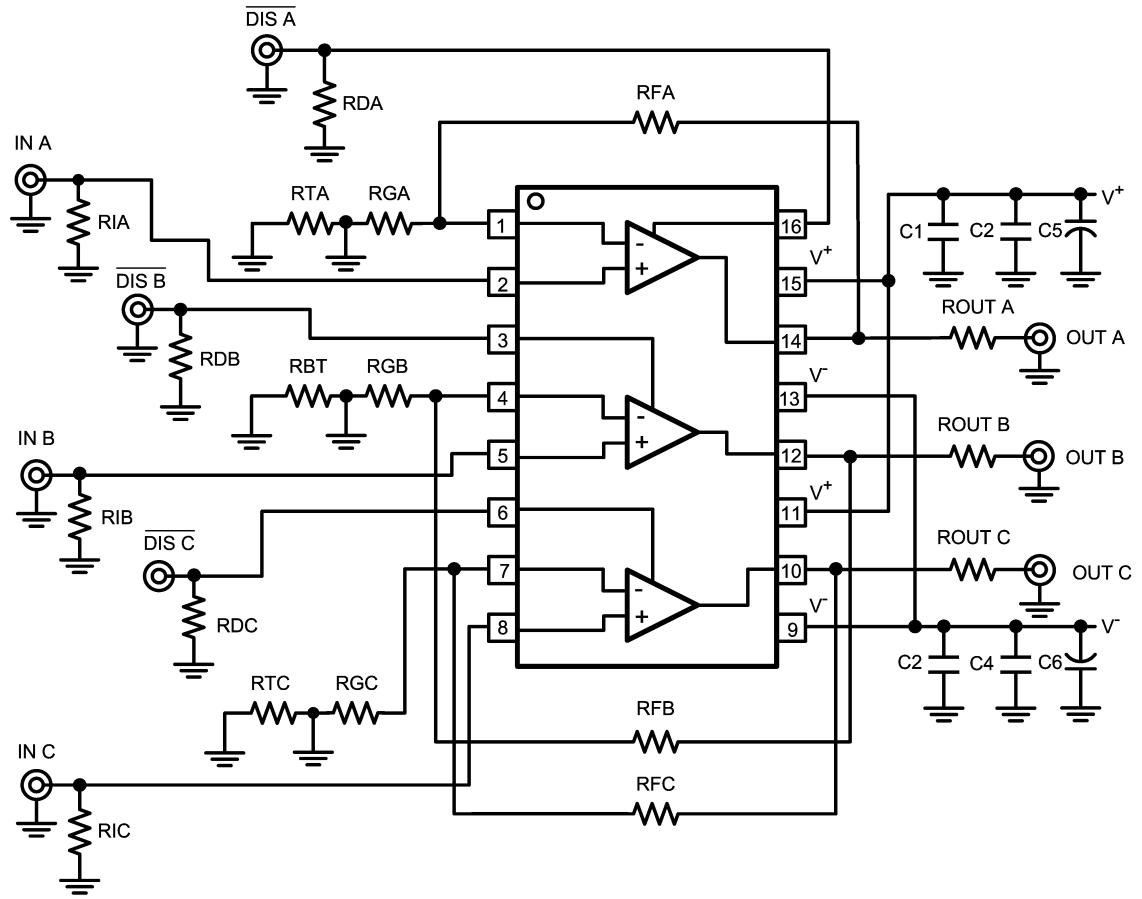 DIS A
RDA
RFA
IN A
RIA
RTA
RGA
1
16
V+
C1
C2
C5
V+
2
15
DIS B
ROUT A
OUT A
3
14
RDB
RBT
RGB
V-
4
13
IN B
ROUT B
OUT B
5
12
RIB
V+
6
11
DIS C
ROUT C
OUT C
7
10
RDC
V-
8
9
V-
C2
C4
C6
RTC
RGC
RFB
IN C
RFC
RIC
-
+
-
+
-
+